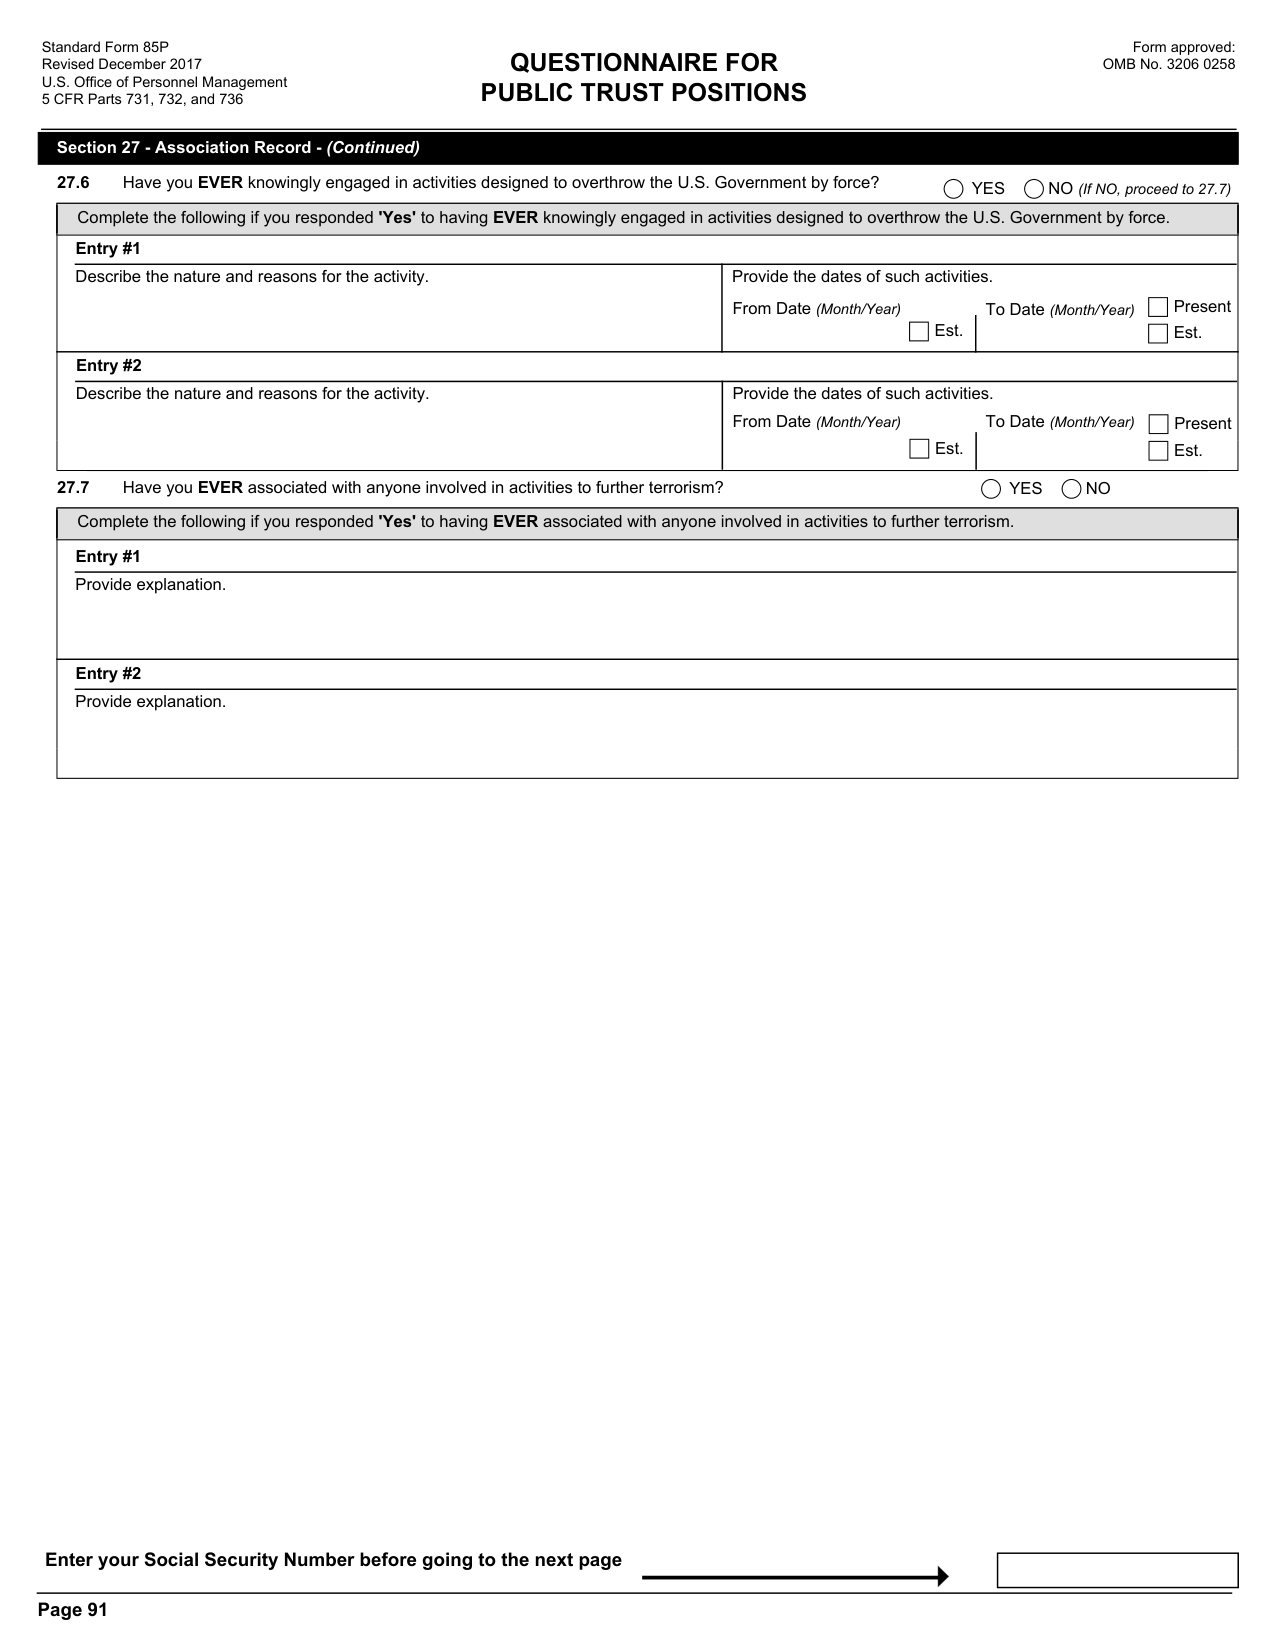 Standard Form 85P
Revised December 2017
U.S. Office of Personnel Management
5 CFR Parts 731, 732, and 736
QUESTIONNAIRE FOR
PUBLIC TRUST POSITIONS
Form approved:
OMB No. 3206 0258
Section 27 - Association Record - (Continued)
27.6 Have you EVER knowingly engaged in activities designed to overthrow the U.S. Government by force? YES NO (If NO, proceed to 27.7)
Complete the following if you responded 'Yes' to having EVER knowingly engaged in activities designed to overthrow the U.S. Government by force.
Entry #1
Describe the nature and reasons for the activity.
Provide the dates of such activities.
From Date (Month/Year)
Est.
To Date (Month/Year)
Present
Est.
Entry #2
Describe the nature and reasons for the activity.
Provide the dates of such activities.
From Date (Month/Year)
Est.
To Date (Month/Year)
Present
Est.
27.7 Have you EVER associated with anyone involved in activities to further terrorism? YES NO
Complete the following if you responded 'Yes' to having EVER associated with anyone involved in activities to further terrorism.
Entry #1
Provide explanation.
Entry #2
Provide explanation.
Enter your Social Security Number before going to the next page
Page 91